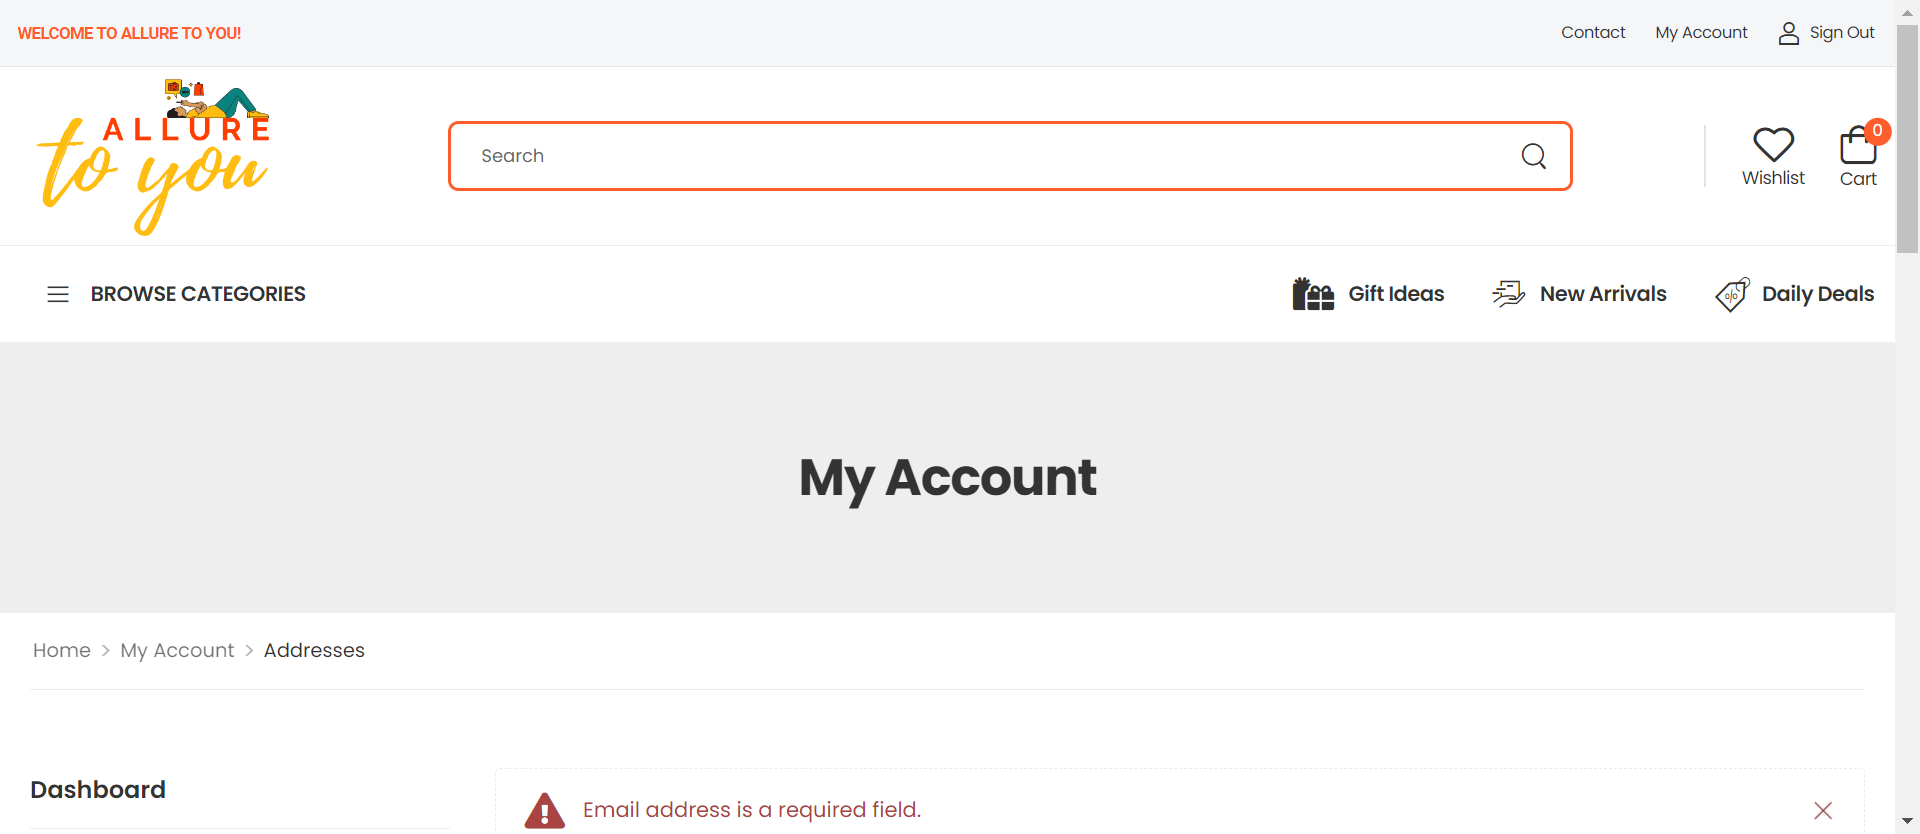 WELCOME TO ALLURE TO YOU!
Contact
My Account
Sign Out
ALLURE
to you
Search
Wishlist
0
Cart
BROWSE CATEGORIES
Gift Ideas
New Arrivals
Daily Deals
My Account
Home > My Account > Addresses
Dashboard
Email address is a required field.